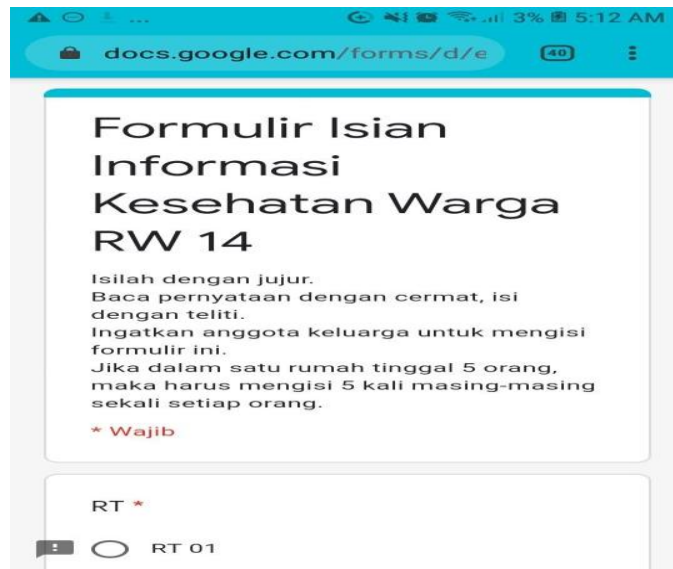 ... 3% 5:12 AM
docs.google.com/forms/d/e 40
Formulir Isian
Informasi
Kesehatan Warga
RW 14
Isilah dengan jujur.
Baca pernyataan dengan cermat, isi
dengan teliti.
Ingatkan anggota keluarga untuk mengisi
formulir ini.
Jika dalam satu rumah tinggal 5 orang,
maka harus mengisi 5 kali masing-masing
sekali setiap orang.
* Wajib
RT *
RT 01